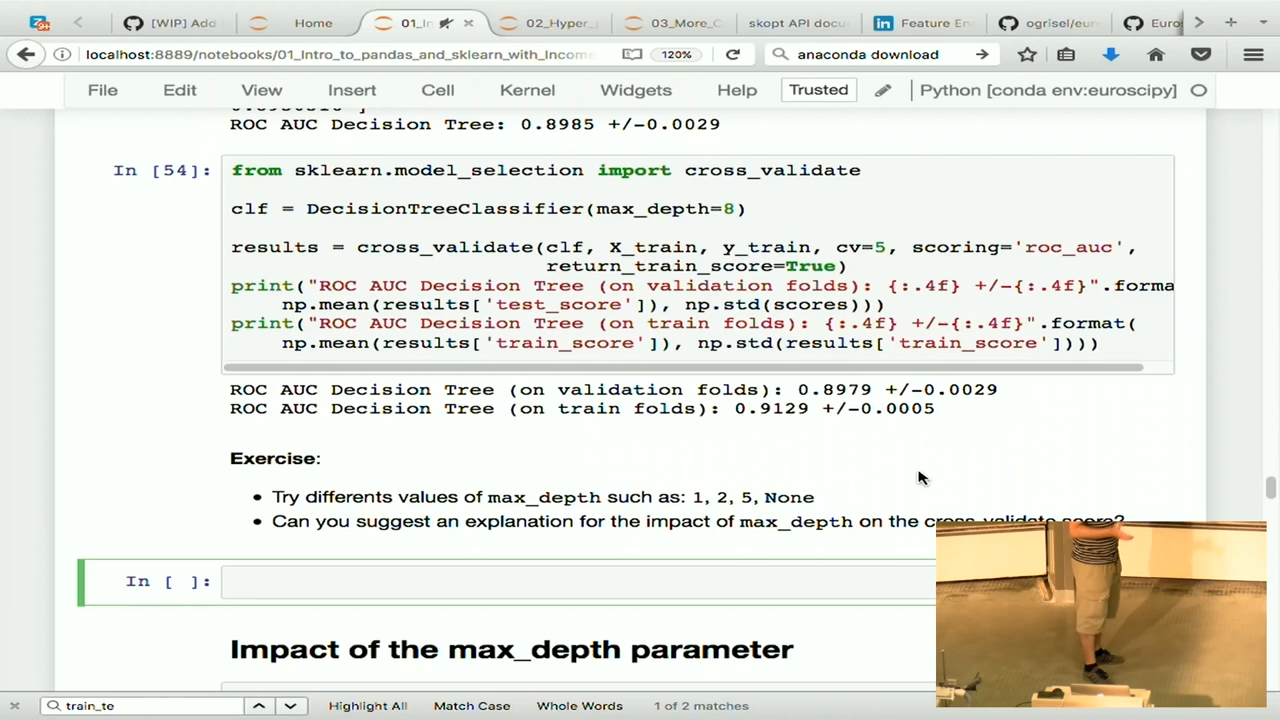 [WIP] Add
Home
01_In
02_Hyper_
03_More_C
skopt API docu
Feature En
ogrisel/eur
Euros
localhost:8889/notebooks/01_Intro_to_pandas_and_sklearn_with_Income
120%
anaconda download
File Edit View Insert Cell Kernel Widgets Help Trusted Python [conda env:euroscipy]
ROC AUC Decision Tree: 0.8985 +/-0.0029
In [54]:
from sklearn.model_selection import cross_validate
clf = DecisionTreeClassifier(max_depth=8)
results = cross_validate(clf, X_train, y_train, cv=5, scoring='roc_auc',
return_train_score=True)
print("ROC AUC Decision Tree (on validation folds): {:.4f} +/-{:.4f}".forma
np.mean(results['test_score']), np.std(scores)))
print("ROC AUC Decision Tree (on train folds): {:.4f} +/-{:.4f}".format(
np.mean(results['train_score']), np.std(results['train_score'])))
ROC AUC Decision Tree (on validation folds): 0.8979 +/-0.0029
ROC AUC Decision Tree (on train folds): 0.9129 +/-0.0005
Exercise:
• Try differents values of max_depth such as: 1, 2, 5, None
• Can you suggest an explanation for the impact of max_depth on the cross_validate score?
In [ ]:
Impact of the max_depth parameter
train_te
Highlight All Match Case Whole Words 1 of 2 matches